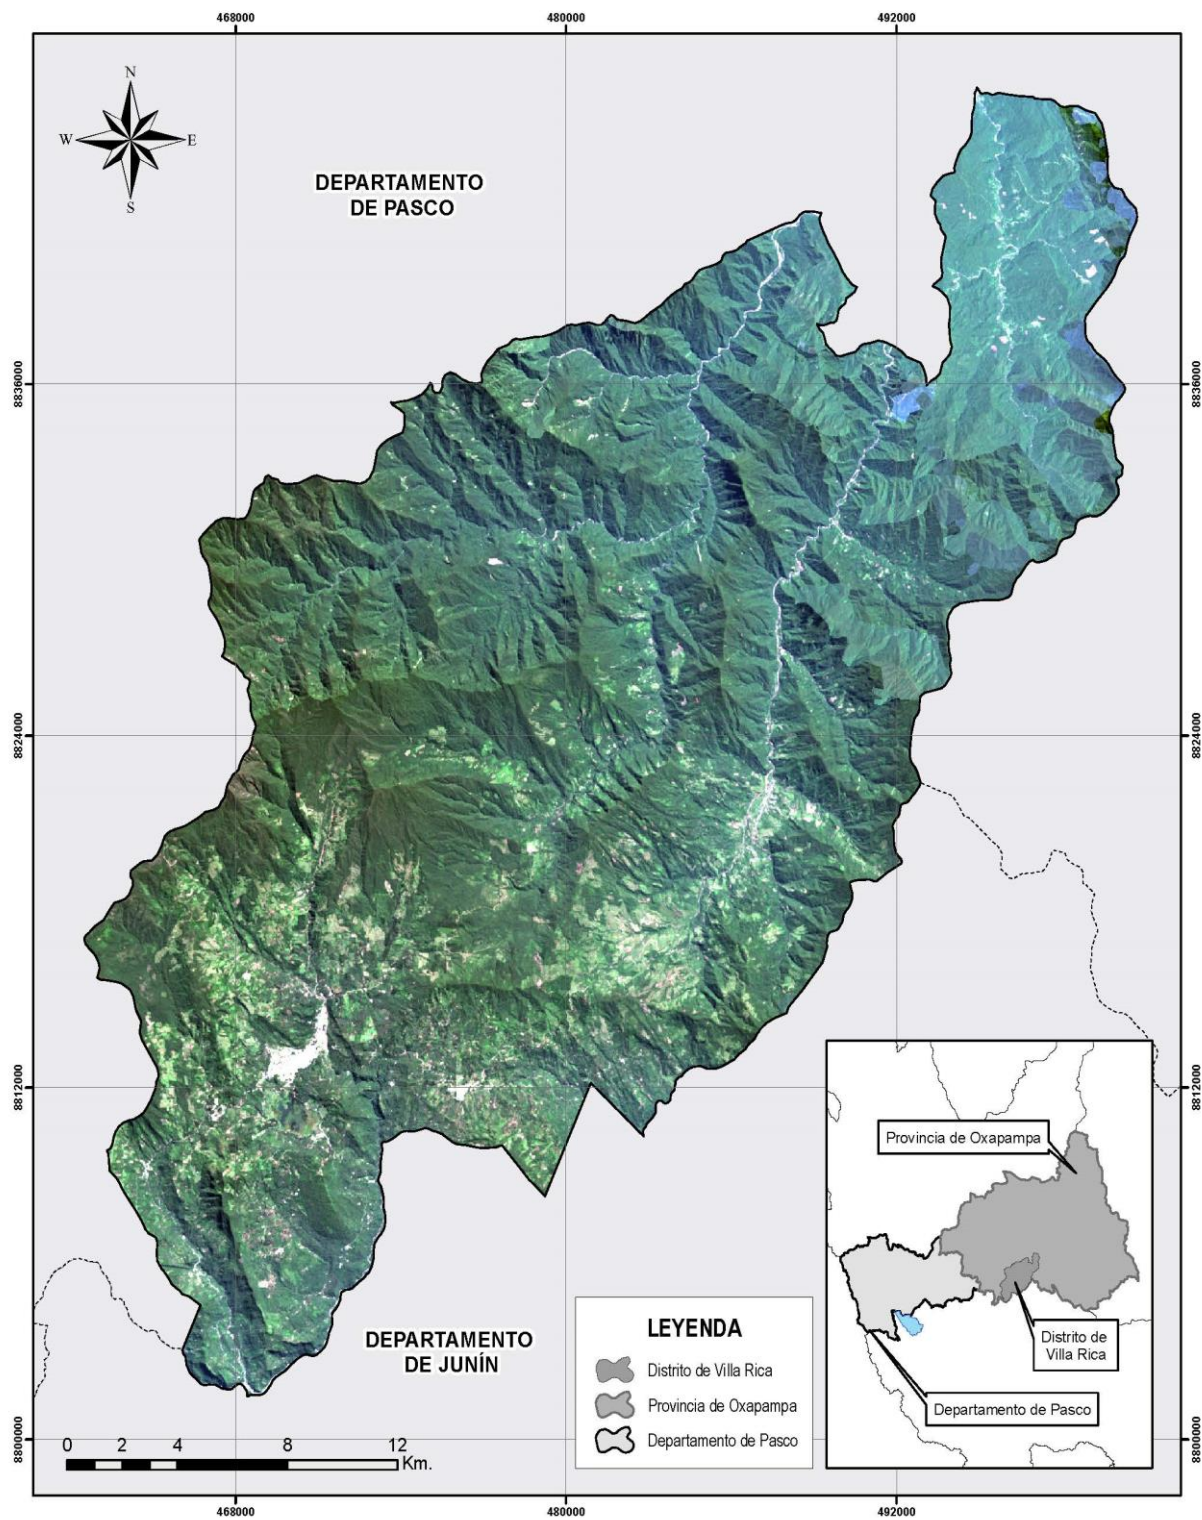 468000
480000
492000
N
W
E
S
DEPARTAMENTO
DE PASCO
8836000
8836000
8824000
8824000
8812000
8812000
Provincia de Oxapampa
DEPARTAMENTO
DE JUNÍN
LEYENDA
Distrito de Villa Rica
Provincia de Oxapampa
Departamento de Pasco
Distrito de
Villa Rica
Departamento de Pasco
0 2 4 8 12
Km.
8800000
8800000
468000
480000
492000